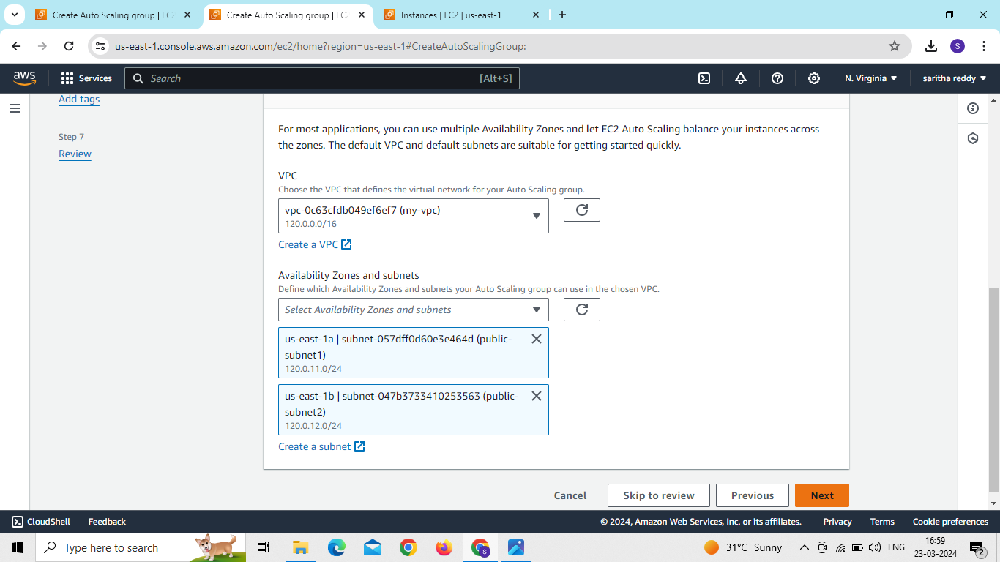 Create Auto Scaling group | EC2
Create Auto Scaling group | EC2
Instances | EC2 | us-east-1
us-east-1.console.aws.amazon.com/ec2/home?region=us-east-1#CreateAutoScalingGroup:
S
aws
Services
Search
[Alt+S]
N. Virginia
saritha reddy
Add tags
Step 7
Review
For most applications, you can use multiple Availability Zones and let EC2 Auto Scaling balance your instances across
the zones. The default VPC and default subnets are suitable for getting started quickly.
VPC
Choose the VPC that defines the virtual network for your Auto Scaling group.
vpc-0c63cfdb049ef6ef7 (my-vpc)
120.0.0.0/16
Create a VPC
Availability Zones and subnets
Define which Availability Zones and subnets your Auto Scaling group can use in the chosen VPC.
Select Availability Zones and subnets
us-east-1a | subnet-057dff0d60e3e464d (public-
subnet1)
120.0.11.0/24
us-east-1b | subnet-047b3733410253563 (public-
subnet2)
120.0.12.0/24
Create a subnet
Cancel
Skip to review
Previous
Next
CloudShell
Feedback
© 2024, Amazon Web Services, Inc. or its affiliates.
Privacy
Terms
Cookie preferences
Type here to search
S
31°C Sunny
ENG
16:59
23-03-2024
2